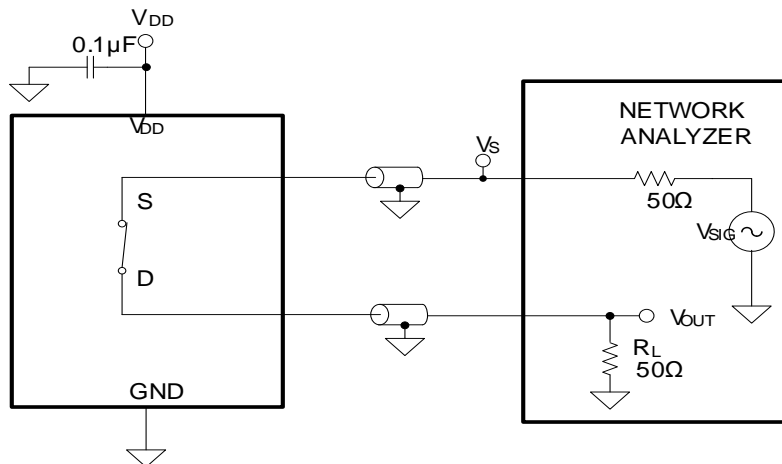 VDD
0.1µF
VDD
S
D
GND
VS
NETWORK
ANALYZER
50Ω
VSIG
VOUT
RL
50Ω